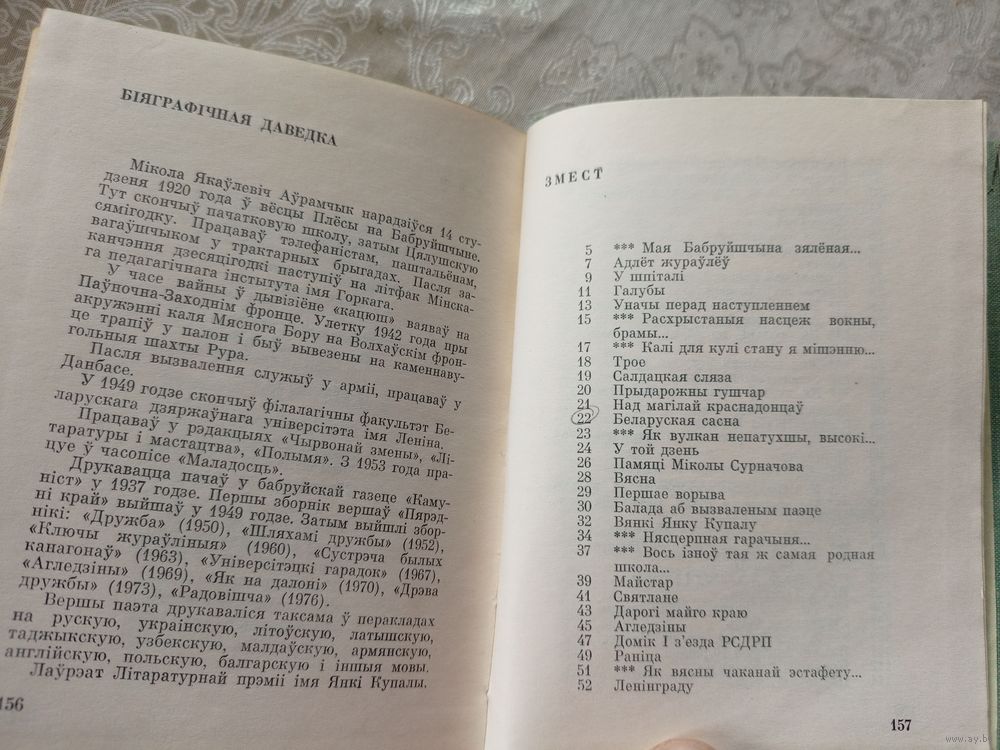 БІЯГРАФІЧНАЯ ДАВЕДКА
Мікола Якаўлевіч Аўрамчык нарадзіўся 14 сту-
дзеня 1920 года ў вёсцы Плёсы на Бабруйшчыне.
Тут скончыў пачатковую школу, затым Цялушскую
сямігодку. Працаваў тэлефаністам, паштальёнам,
вагаўшчыком у трактарных брыгадах. Пасля за-
канчэння дзесяцігодкі паступіў на літфак Мінска-
га педагагічнага інстытута імя Горкага.
У часе вайны ў дывізіёне «кацюш» ваяваў на
Паўночна-Заходнім фронце. Улетку 1942 года пры
акружэнні каля Мяснога Бору на Волхаўскім фрон-
це трапіў у палон і быў вывезены на каменнаву-
гольныя шахты Рура.
Пасля вызвалення служыў у арміі, працаваў у
Данбасе.
У 1949 годзе скончыў філалагічны факультэт Бе-
ларускага дзяржаўнага універсітэта імя Леніна.
Працаваў у рэдакцыях «Чырвонай змены», «Лі-
таратуры і мастацтва», «Полымя». З 1953 года пра-
цуе ў часопісе «Маладосць».
Друкавацца пачаў у бабруйскай газеце «Каму-
ніст» у 1937 годзе. Першы зборнік вершаў «Пярэд-
ні край» выйшаў у 1949 годзе. Затым выйшлі збор-
нікі: «Дружба» (1950), «Шляхамі дружбы» (1952),
«Ключы жураўліныя» (1960), «Сустрэча былых
канагонаў» (1963), «Універсітэцкі гарадок» (1967),
«Агледзіны» (1969), «Як на далоні» (1970), «Дрэва
дружбы» (1973), «Радовішча» (1976).
Вершы паэта друкаваліся таксама ў перакладах
на рускую, украінскую, літоўскую, латышскую,
таджыкскую, узбекскую, малдаўскую, армянскую,
англійскую, польскую, балгарскую і іншыя мовы.
Лаўрэат Літаратурнай прэміі імя Янкі Купалы.
156
ЗМЕСТ
5 *** Мая Бабруйшчына зялёная...
7 Адлёт жураўлёў
9 У шпіталі
11 Галубы
13 Уначы перад наступленнем
15 *** Расхрыстаныя насцеж вокны,
брамы...
17 *** Калі для кулі стану я мішэнню...
18 Трое
19 Салдацкая сляза
20 Прыдарожны гушчар
21 Над магілай краснадонцаў
22 Беларуская сасна
23 *** Як вулкан непатухшы, высокі...
24 У той дзень
26 Памяці Міколы Сурначова
28 Вясна
29 Першае ворыва
30 Балада аб вызваленым паэце
32 Вянкі Янку Купалу
34 *** Нясцерпная гарачыня...
37 *** Вось ізноў тая ж самая родная
школа...
39 Майстар
41 Святлане
43 Дарогі майго краю
45 Агледзіны
47 Домік I з'езда РСДРП
49 Раніца
51 *** Як вясны чаканай эстафету...
52 Ленінграду
157
www.ay.by